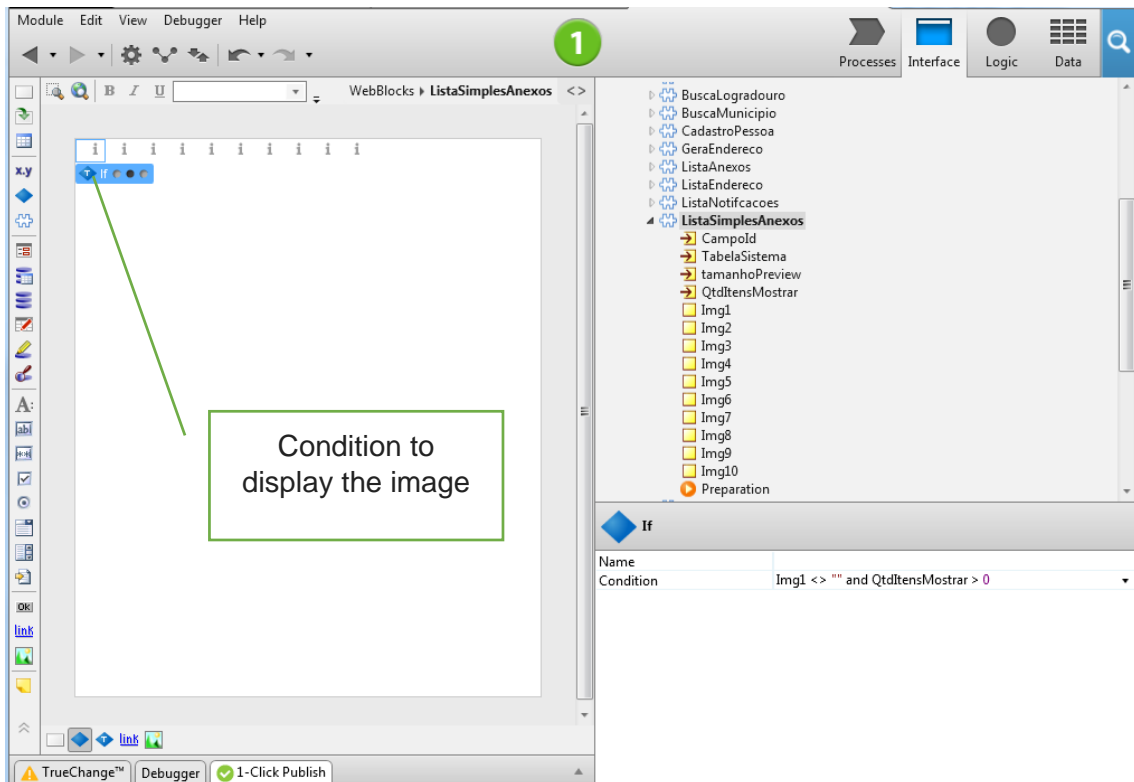 Module Edit View Debugger Help
1
Processes Interface Logic Data
B I U
WebBlocks ListaSimplesAnexos <>
i i i i i i i i i i
If
x.y
A:
ab
OK
link
Condition to
display the image
BuscaLogradouro
BuscaMunicipio
CadastroPessoa
GeraEndereco
ListaAnexos
ListaEndereco
ListaNotifcacoes
ListaSimplesAnexos
CampoId
TabelaSistema
tamanhoPreview
QtdItensMostrar
Img1
Img2
Img3
Img4
Img5
Img6
Img7
Img8
Img9
Img10
Preparation
If
Name
Condition Img1 <> "" and QtdItensMostrar > 0
link
TrueChange™ Debugger 1-Click Publish